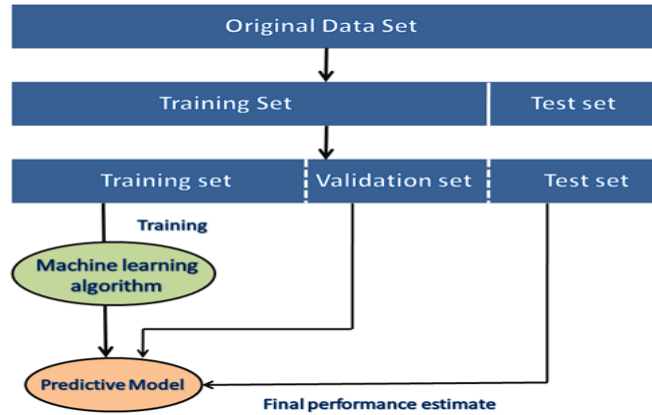 Original Data Set
Training Set
Test set
Training set
Validation set
Test set
Training
Machine learning
algorithm
Predictive Model
Final performance estimate